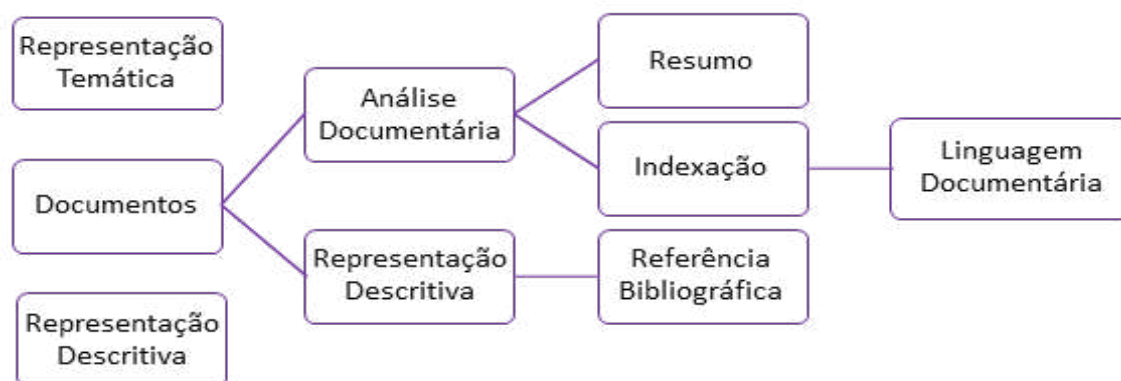 Representação
Temática
Documentos
Representação
Descritiva
Análise
Documentária
Representação
Descritiva
Resumo
Indexação
Referência
Bibliográfica
Linguagem
Documentária